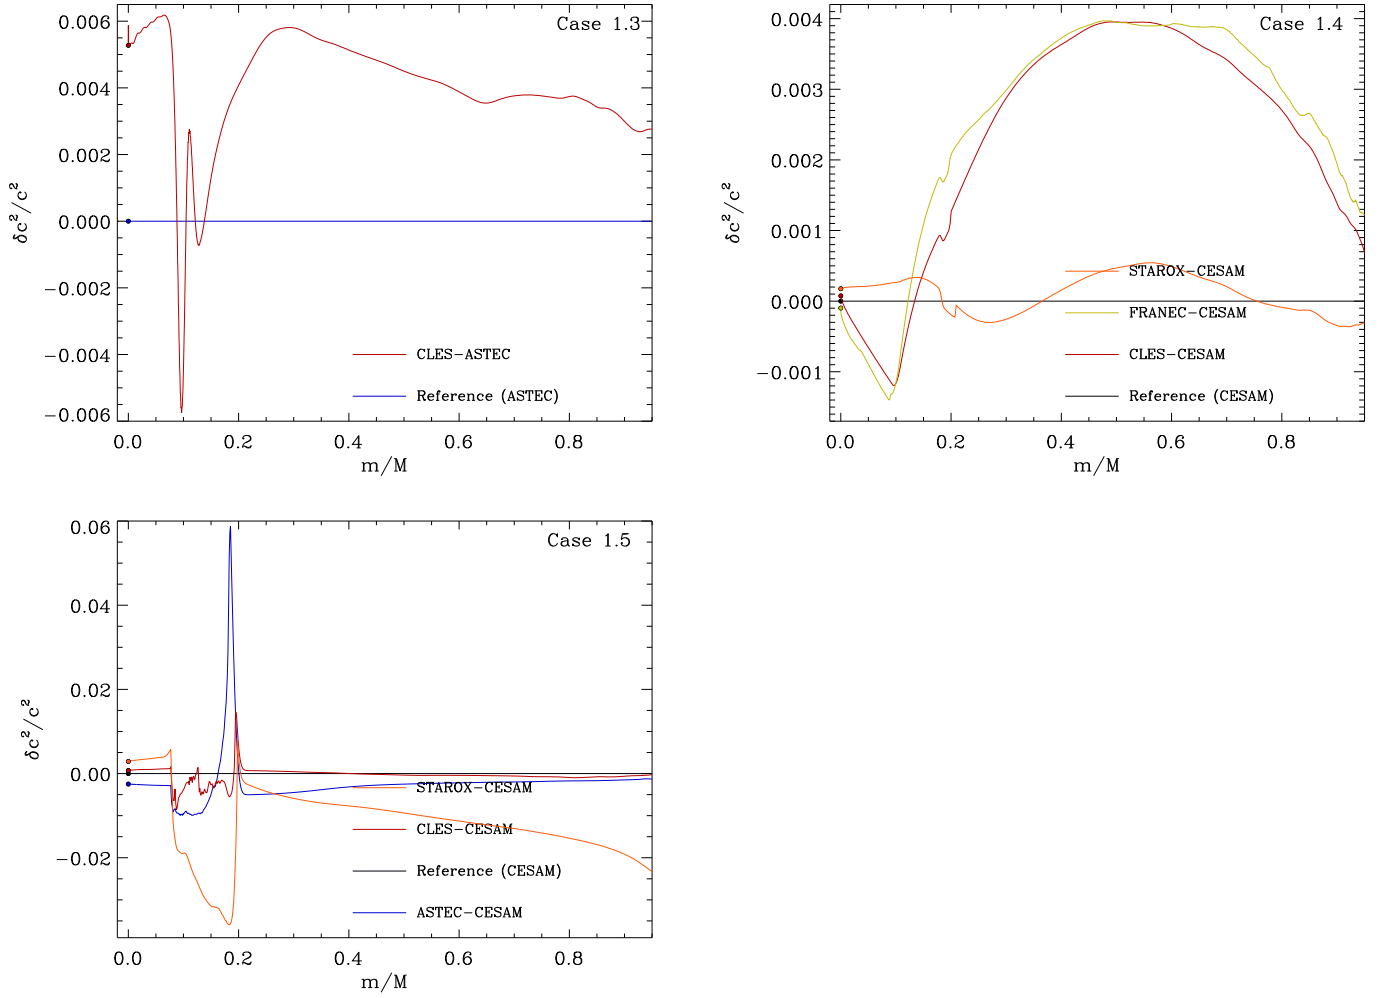 Case 1.3
0.006
0.004
0.002
0.000
−0.002
−0.004
−0.006
δc²/c²
CLES−ASTEC
Reference (ASTEC)
0.0 0.2 0.4 0.6 0.8
m/M
Case 1.4
0.004
0.003
0.002
0.001
0.000
−0.001
δc²/c²
STAROX−CESAM
FRANEC−CESAM
CLES−CESAM
Reference (CESAM)
0.0 0.2 0.4 0.6 0.8
m/M
Case 1.5
0.06
0.04
0.02
0.00
−0.02
δc²/c²
STAROX−CESAM
CLES−CESAM
Reference (CESAM)
ASTEC−CESAM
0.0 0.2 0.4 0.6 0.8
m/M